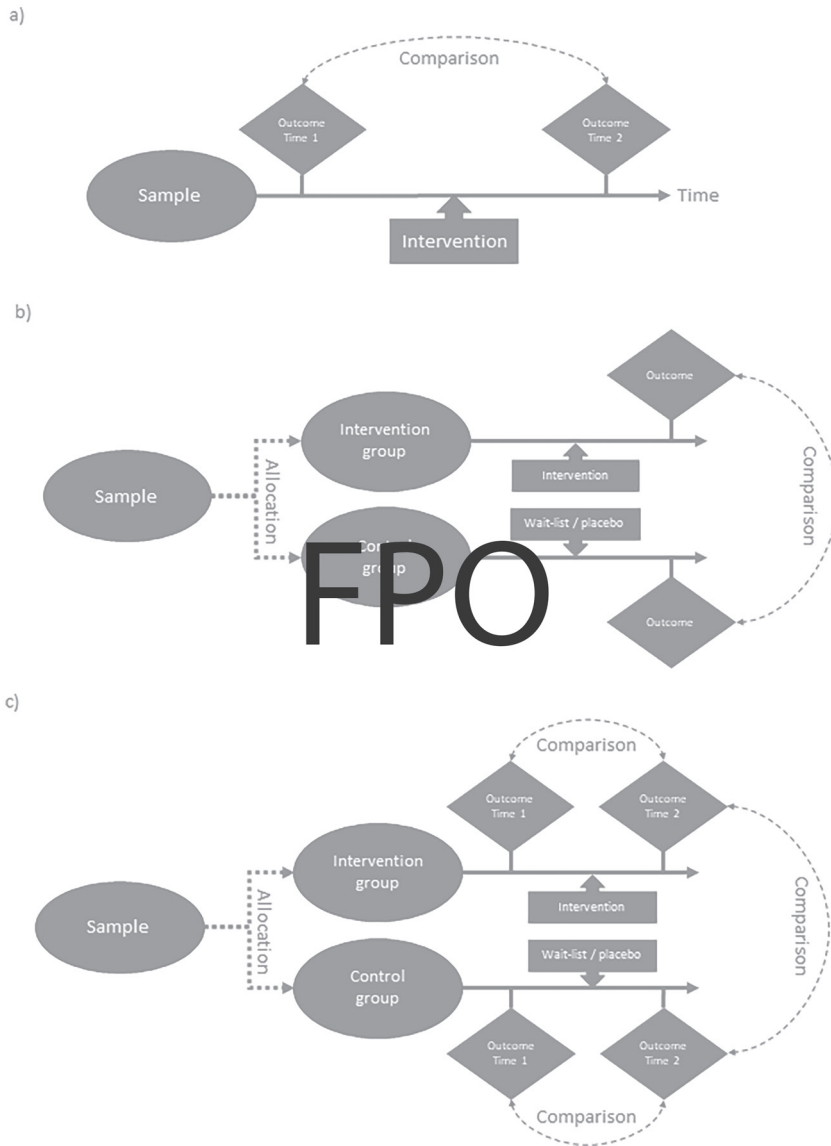 a)
Comparison
Outcome
Time 1
Outcome
Time 2
Sample
Time
Intervention
b)
Outcome
Intervention
group
Allocation
Intervention
Sample
Comparison
Wait-list / placebo
Control
group
FPO
Outcome
c)
Comparison
Outcome
Time 1
Outcome
Time 2
Intervention
group
Allocation
Intervention
Sample
Comparison
Wait-list / placebo
Control
group
Outcome
Time 1
Outcome
Time 2
Comparison